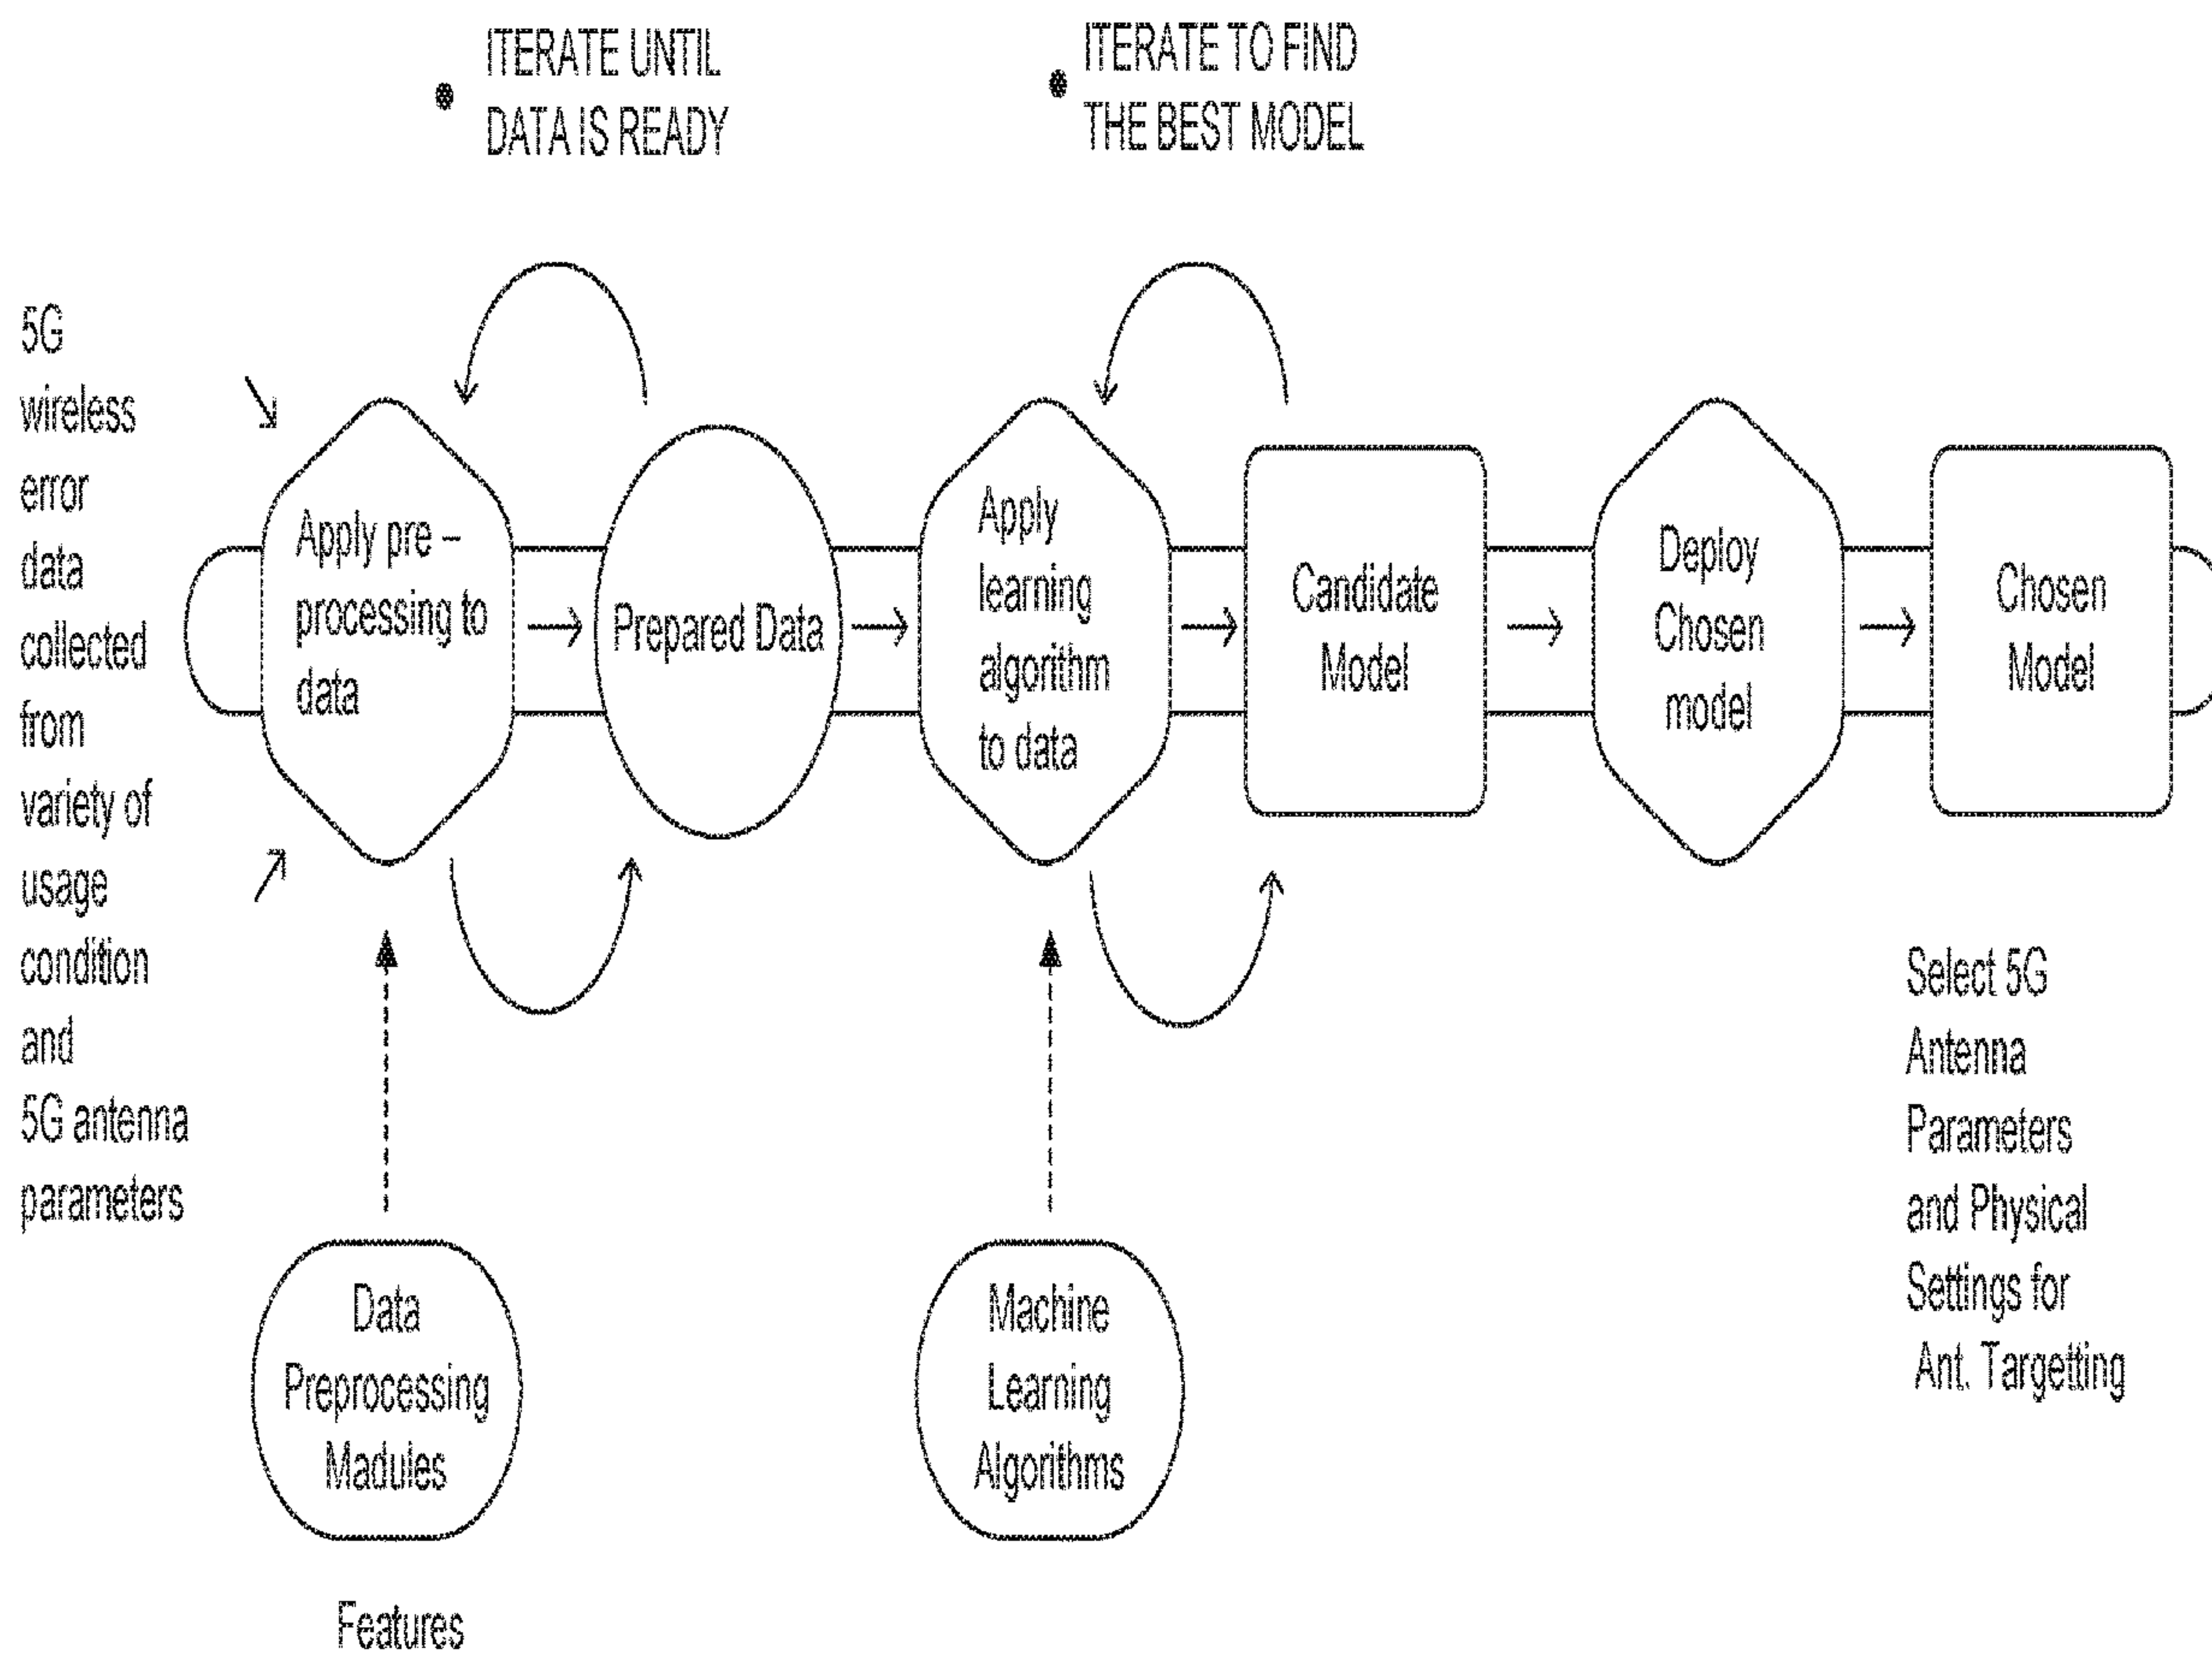 ITERATE UNTIL
DATA IS READY
ITERATE TO FIND
THE BEST MODEL
5G
wireless
error
data
collected
from
variety of
usage
condition
and
5G antenna
parameters
Apply pre –
processing to
data
Prepared Data
Apply
learning
algorithm
to data
Candidate
Model
Deploy
Chosen
model
Chosen
Model
Select 5G
Antenna
Parameters
and Physical
Settings for
Ant. Targetting
Data
Preprocessing
Madules
Machine
Learning
Algorithms
Features